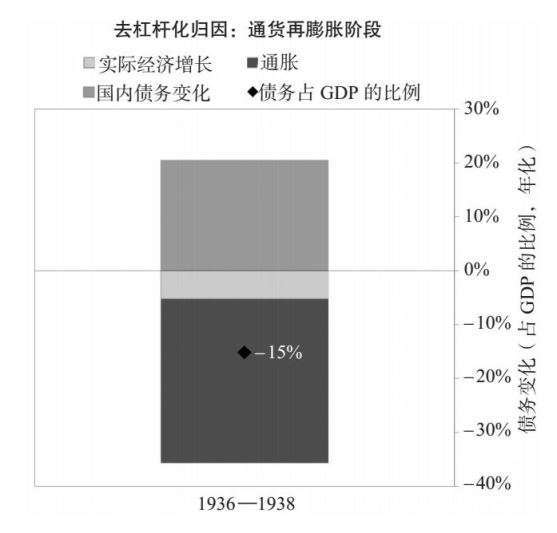 去杠杆化归因：通货再膨胀阶段
实际经济增长 通胀
国内债务变化 债务占 GDP 的比例
30%
20%
10%
0%
−10%
−20%
−30%
−40%
−15%
债务变化（占 GDP 的比例，年化）
1936—1938